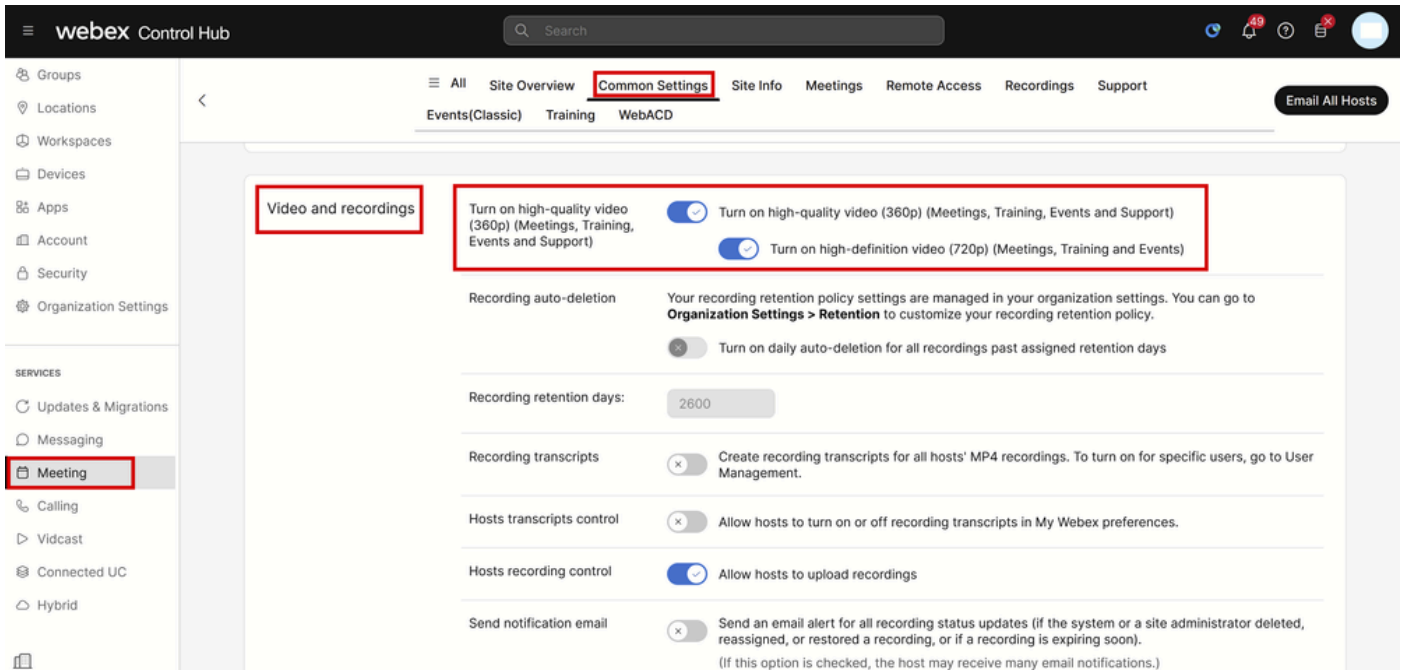 webex Control Hub
Search
49
Groups
Locations
Workspaces
Devices
Apps
Account
Security
Organization Settings
SERVICES
Updates & Migrations
Messaging
Meeting
Calling
Vidcast
Connected UC
Hybrid
All Site Overview Common Settings Site Info Meetings Remote Access Recordings Support
Events(Classic) Training WebACD
Email All Hosts
Video and recordings
Turn on high-quality video
(360p) (Meetings, Training,
Events and Support)
Turn on high-quality video (360p) (Meetings, Training, Events and Support)
Turn on high-definition video (720p) (Meetings, Training and Events)
Recording auto-deletion
Your recording retention policy settings are managed in your organization settings. You can go to
Organization Settings > Retention to customize your recording retention policy.
Turn on daily auto-deletion for all recordings past assigned retention days
Recording retention days:
2600
Recording transcripts
Create recording transcripts for all hosts' MP4 recordings. To turn on for specific users, go to User
Management.
Hosts transcripts control
Allow hosts to turn on or off recording transcripts in My Webex preferences.
Hosts recording control
Allow hosts to upload recordings
Send notification email
Send an email alert for all recording status updates (if the system or a site administrator deleted,
reassigned, or restored a recording, or if a recording is expiring soon).
(If this option is checked, the host may receive many email notifications.)